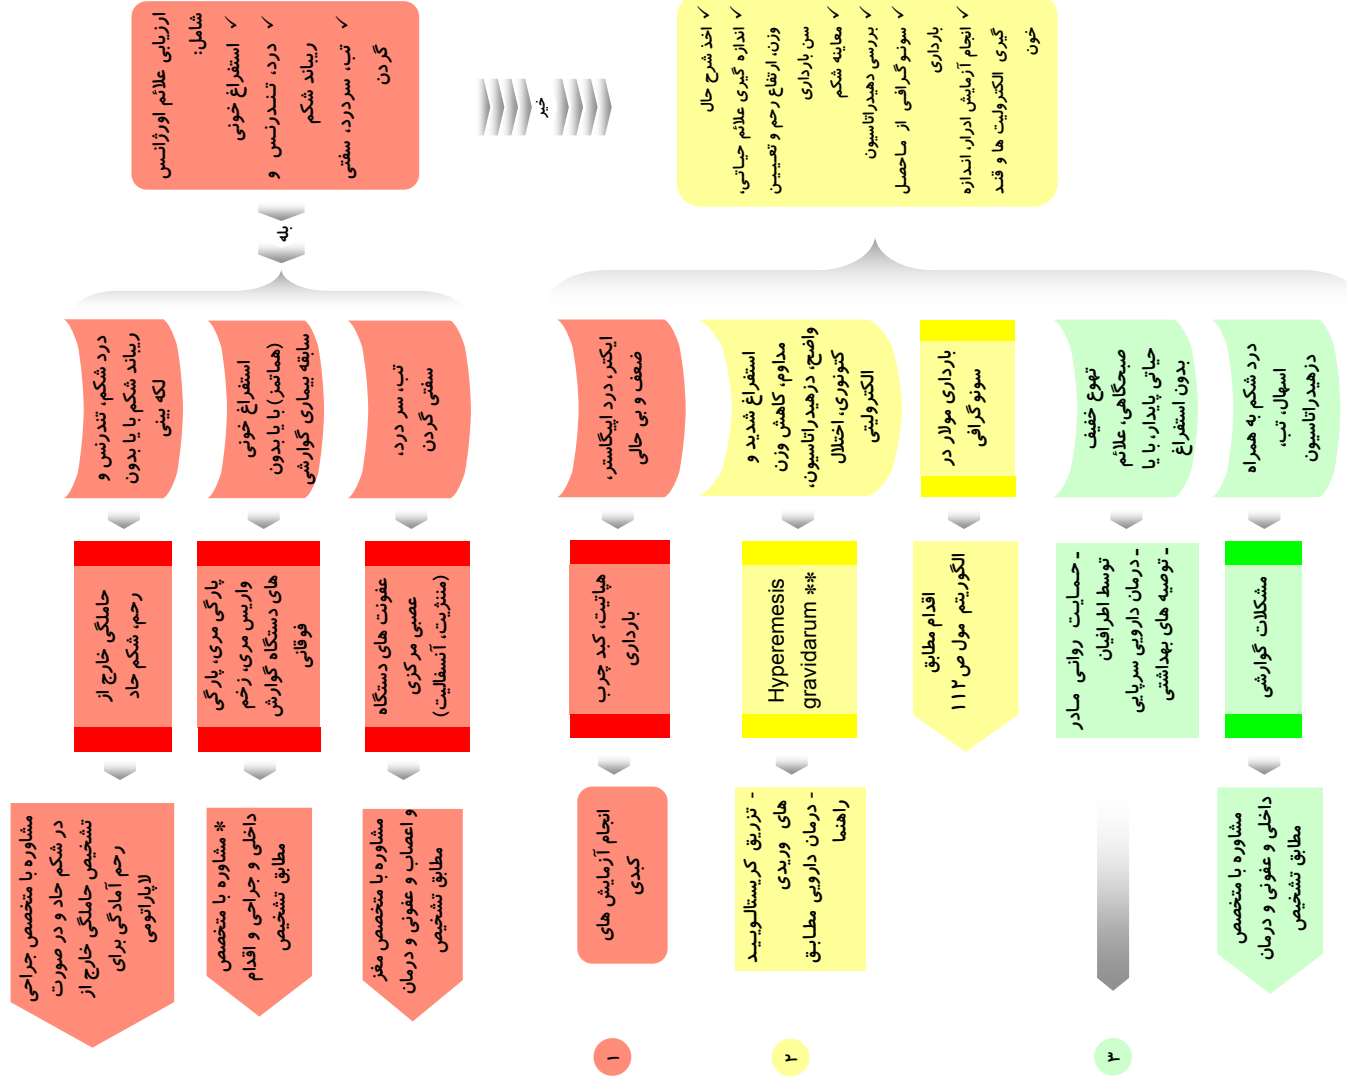 ارزیابی علائم اورژانس
شامل:
✓ استفراغ خونی
✓ درد، تندرنس و
ریباند شکم
✓ تب، سردرد، سفتی
گردن
خیر
✓ اخذ شرح حال
✓ اندازه گیری علائم حیاتی،
وزن، ارتفاع رحم و تعیین
سن بارداری
✓ معاینه شکم
✓ بررسی دهیدراتاسیون
✓ سونوگرافی از ماحصل
بارداری
✓ انجام آزمایش ادرار، اندازه
گیری الکترولیت ها و قند
خون
بله
درد شکم، تندرنس و
ریباند شکم با یا بدون
لکه بینی
استفراغ خونی
(هماتمز) با یا بدون
سابقه بیماری گوارشی
تب، سر درد،
سفتی گردن
ایکتر، درد اپیگاستر،
ضعف و بی حالی
استفراغ شدید و
مداوم، کاهش وزن
واضح، دزهیدراتاسیون،
کتونوری، اختلال
الکترولیتی
بارداری مولار در
سونوگرافی
تهوع خفیف
صبحگاهی، علائم
حیاتی پایدار، با یا
بدون استفراغ
درد شکم به همراه
اسهال، تب،
دزهیدراتاسیون
حاملگی خارج از
رحم، شکم حاد
پارگی مری، پارگی
واریس مری، زخم
های دستگاه گوارش
فوقانی
عفونت های دستگاه
عصبی مرکزی
(مننژیت، آنسفالیت)
هپاتیت، کبد چرب
بارداری
Hyperemesis
gravidarum **
اقدام مطابق
الگوریتم مول ص ۱۱۲
- حمایت روانی مادر
توسط اطرافیان
- درمان دارویی سرپایی
- توصیه های بهداشتی
مشکلات گوارشی
مشاوره با متخصص جراحی
در شکم حاد و در صورت
تشخیص حاملگی خارج از
رحم آمادگی برای
لاپاراتومی
* مشاوره با متخصص
داخلی و جراحی و اقدام
مطابق تشخیص
مشاوره با متخصص مغز
و اعصاب و عفونی و درمان
مطابق تشخیص
انجام آزمایش های
کبدی
- تزریق کریستالویید
های وریدی
- درمان دارویی مطابق
راهنما
مشاوره با متخصص
داخلی و عفونی و درمان
مطابق تشخیص
۱
۲
۳